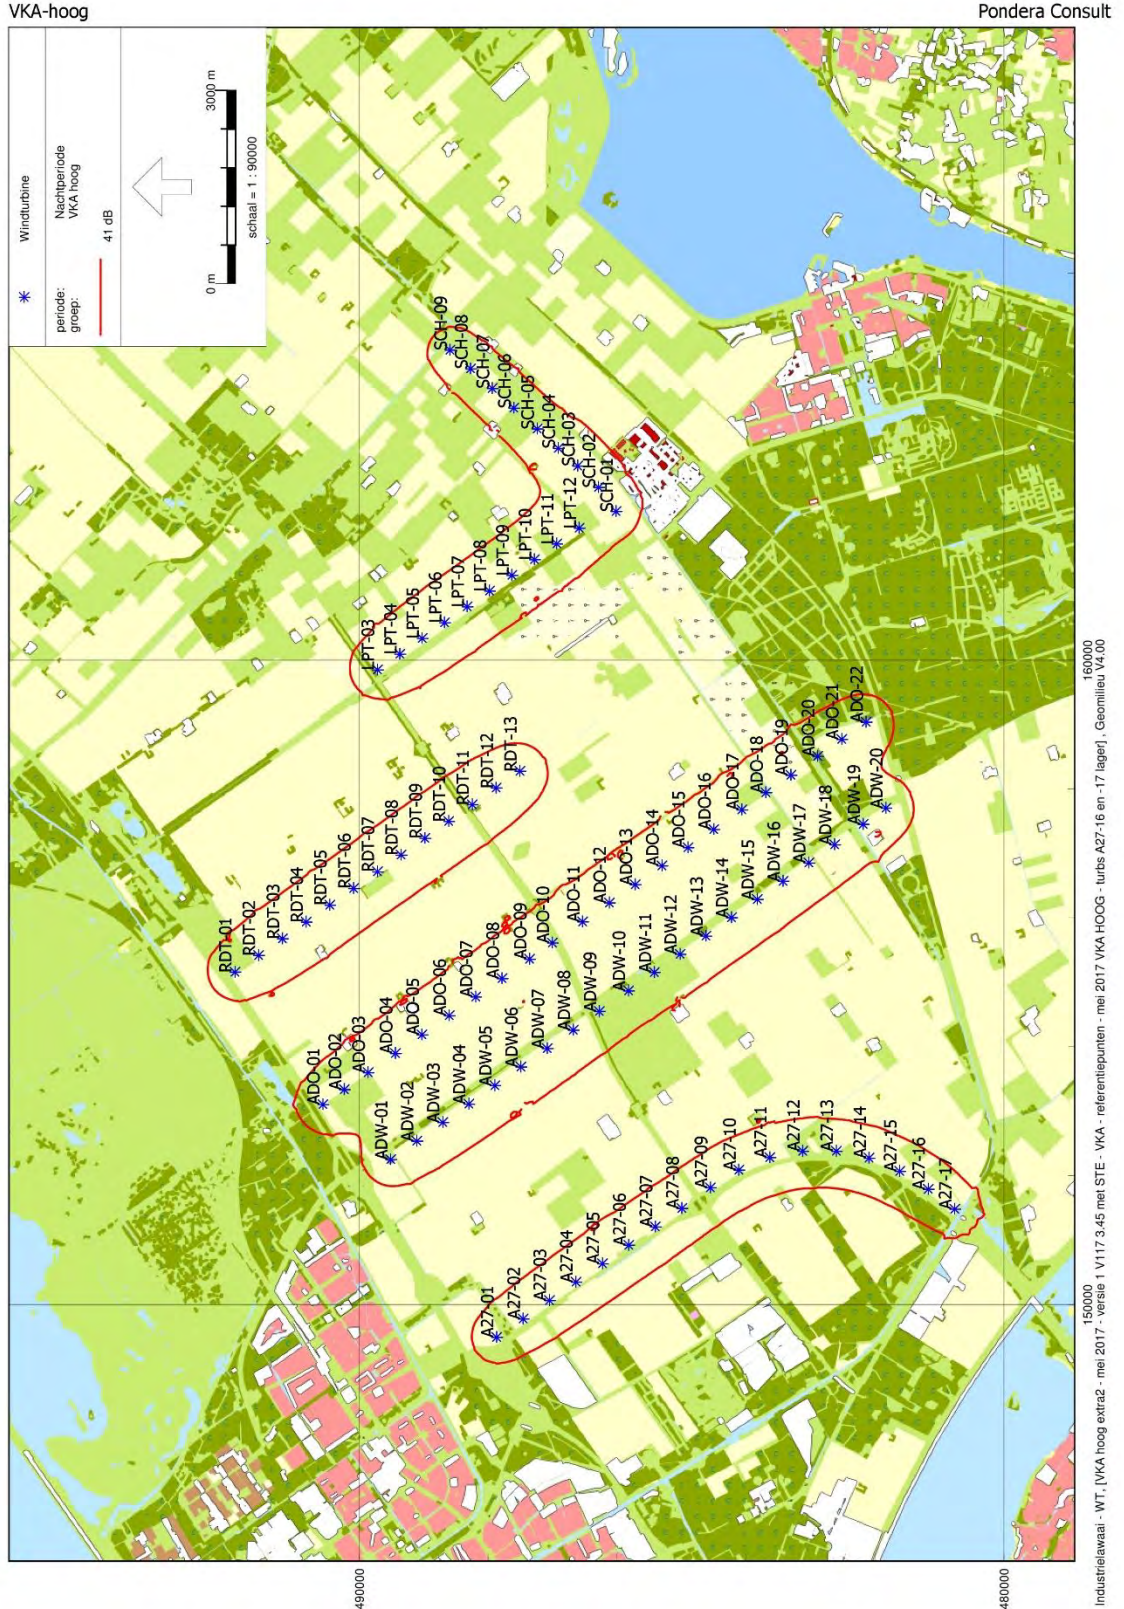 VKA-hoog
Pondera Consult
Windturbine
periode: Nachtperiode
groep: VKA hoog
41 dB
0 m 3000 m
schaal = 1 : 90000
SCH-09
SCH-08
SCH-07
SCH-06
SCH-05
SCH-04
SCH-03
SCH-02
SCH-01
LPT-03
LPT-04
LPT-05
LPT-06
LPT-07
LPT-08
LPT-09
LPT-10
LPT-11
LPT-12
RDT-01
RDT-02
RDT-03
RDT-04
RDT-05
RDT-06
RDT-07
RDT-08
RDT-09
RDT-10
RDT-11
RDT-12
RDT-13
ADO-01
ADO-02
ADO-03
ADO-04
ADO-05
ADO-06
ADO-07
ADO-08
ADO-09
ADO-10
ADO-11
ADO-12
ADO-13
ADO-14
ADO-15
ADO-16
ADO-17
ADO-18
ADO-19
ADO-20
ADO-21
ADO-22
ADW-01
ADW-02
ADW-03
ADW-04
ADW-05
ADW-06
ADW-07
ADW-08
ADW-09
ADW-10
ADW-11
ADW-12
ADW-13
ADW-14
ADW-15
ADW-16
ADW-17
ADW-18
ADW-19
ADW-20
A27-01
A27-02
A27-03
A27-04
A27-05
A27-06
A27-07
A27-08
A27-09
A27-10
A27-11
A27-12
A27-13
A27-14
A27-15
A27-16
A27-17
490000
480000
150000
160000
Industrielawaai - WT, [VKA hoog extra2 - mei 2017 - versie 1 V117 3.45 met STE - VKA - referentiepunten - mei 2017 VKA HOOG - turbs A27-16 en -17 lager] , Geomilieu V4.00